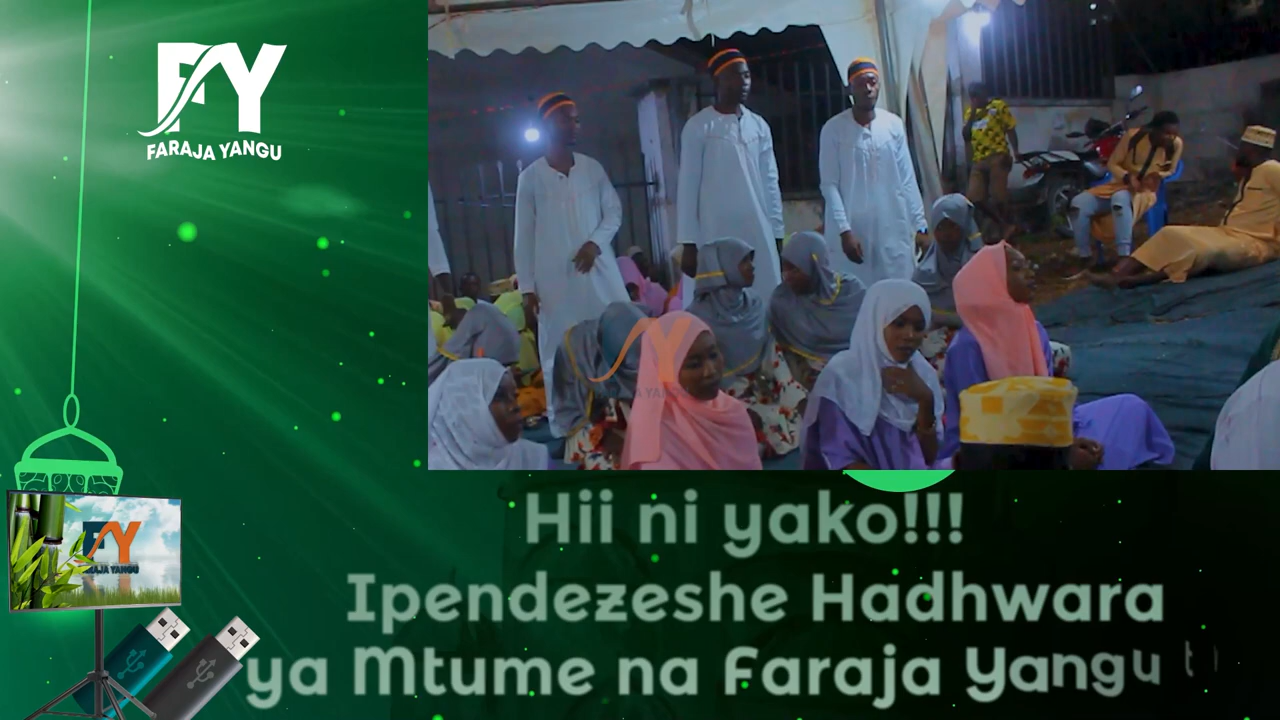 FY
FARAJA YANGU
FY
FARAJA YANGU
Hii ni yako!!!
Ipendezeshe Hadhwara
ya Mtume na Faraja Yangu t